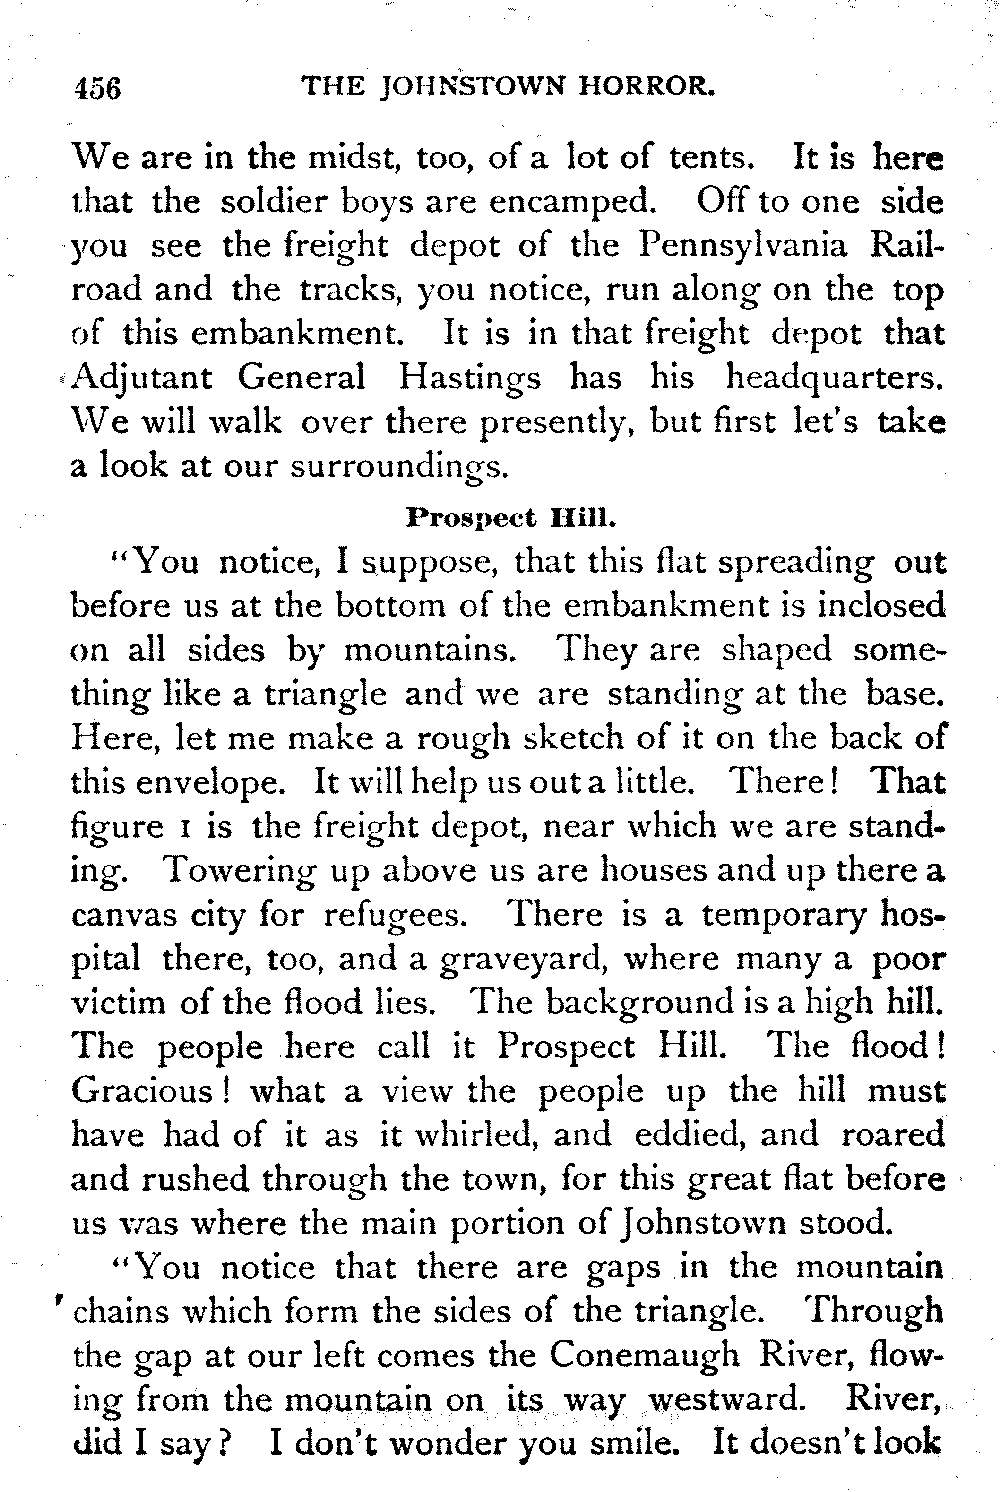 456 THE JOHNSTOWN HORROR.
We are in the midst, too, of a lot of tents. It is here
that the soldier boys are encamped. Off to one side
you see the freight depot of the Pennsylvania Rail-
road and the tracks, you notice, run along on the top
of this embankment. It is in that freight depot that
Adjutant General Hastings has his headquarters.
We will walk over there presently, but first let's take
a look at our surroundings.
Prospect Hill.
"You notice, I suppose, that this flat spreading out
before us at the bottom of the embankment is inclosed
on all sides by mountains. They are shaped some-
thing like a triangle and we are standing at the base.
Here, let me make a rough sketch of it on the back of
this envelope. It will help us out a little. There! That
figure 1 is the freight depot, near which we are stand-
ing. Towering up above us are houses and up there a
canvas city for refugees. There is a temporary hos-
pital there, too, and a graveyard, where many a poor
victim of the flood lies. The background is a high hill.
The people here call it Prospect Hill. The flood!
Gracious! what a view the people up the hill must
have had of it as it whirled, and eddied, and roared
and rushed through the town, for this great flat before
us was where the main portion of Johnstown stood.
"You notice that there are gaps in the mountain
chains which form the sides of the triangle. Through
the gap at our left comes the Conemaugh River, flow-
ing from the mountain on its way westward. River,
did I say? I don't wonder you smile. It doesn't look